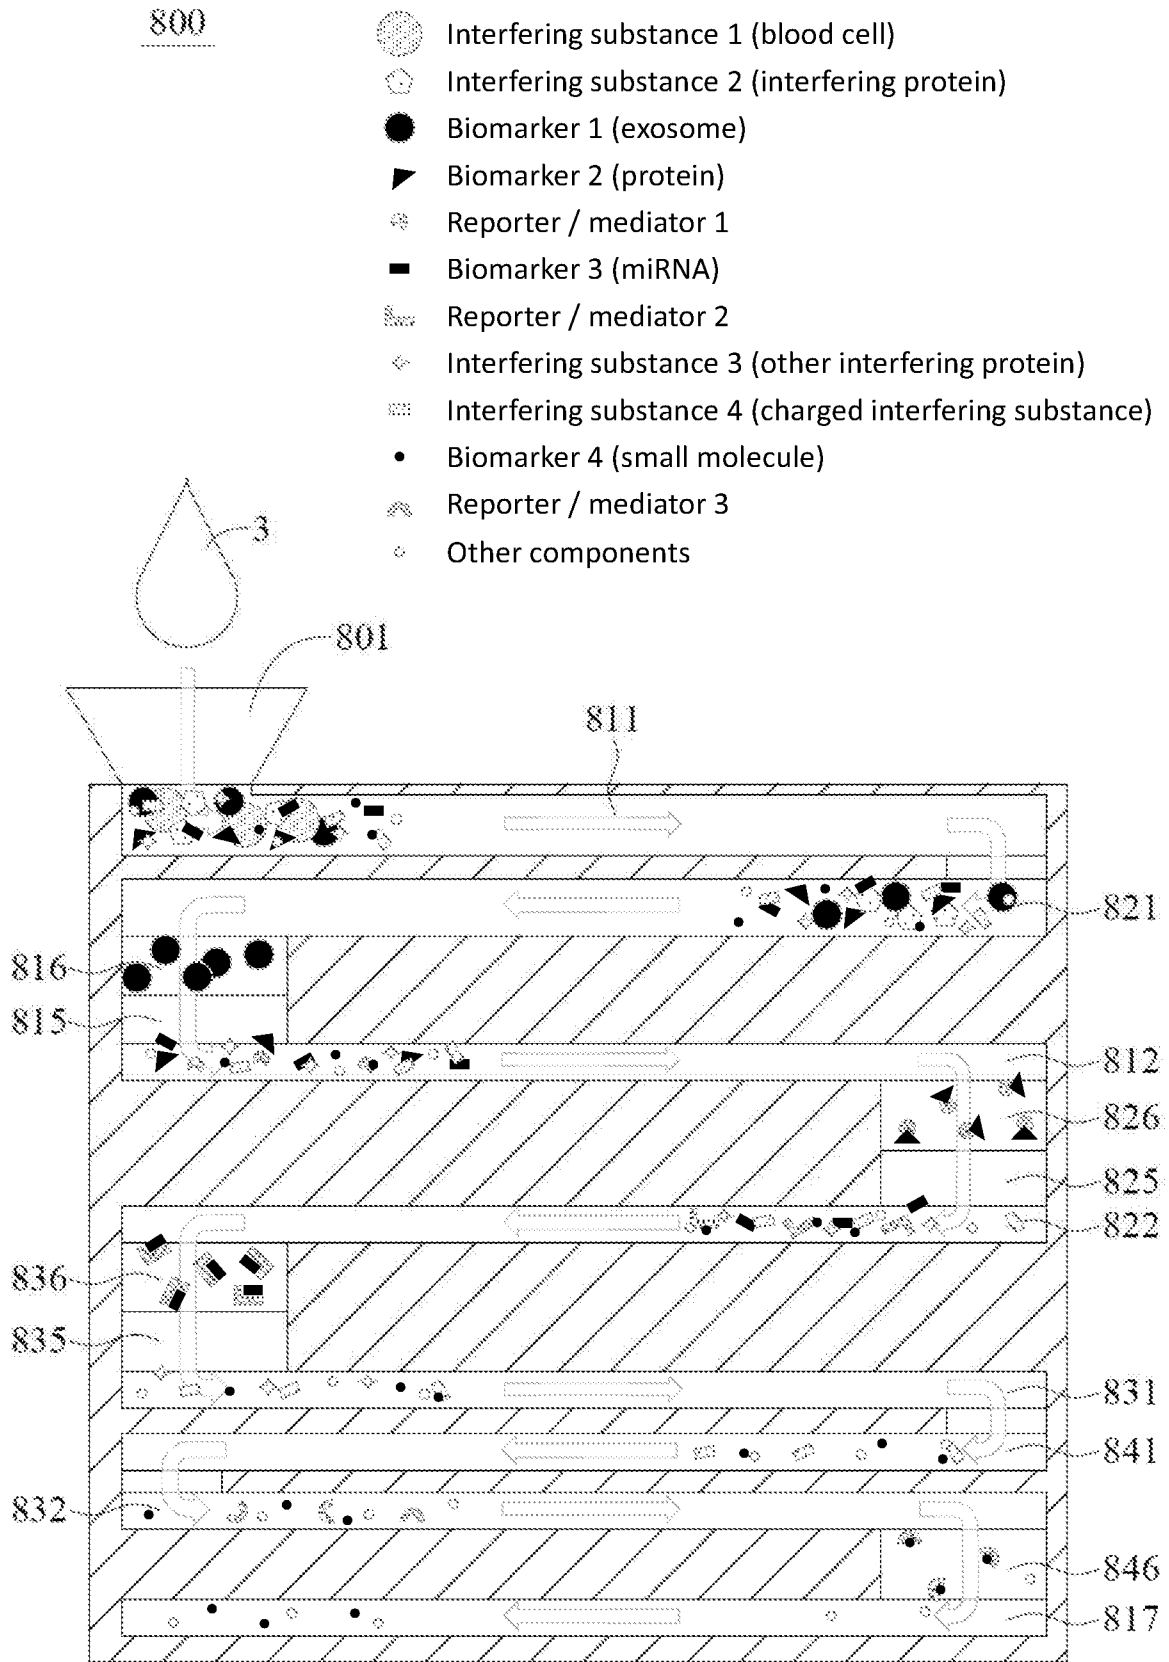 800
Interfering substance 1 (blood cell)
Interfering substance 2 (interfering protein)
Biomarker 1 (exosome)
Biomarker 2 (protein)
Reporter / mediator 1
Biomarker 3 (miRNA)
Reporter / mediator 2
Interfering substance 3 (other interfering protein)
Interfering substance 4 (charged interfering substance)
Biomarker 4 (small molecule)
Reporter / mediator 3
Other components
3
801
811
821
816
815
812
826
825
822
836
835
831
841
832
846
817